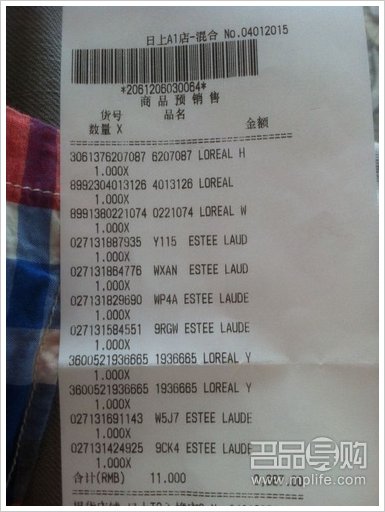 日上A1店-混合 No.04012015
*2061206030064*
商品预销售
货号 品名
数量 X 金额
3061376207087 6207087 LOREAL H
1.000X
8992304013126 4013126 LOREAL
1.000X
8991380221074 0221074 LOREAL W
1.000X
027131887935 Y115 ESTEE LAUD
1.000X
027131864776 WXAN ESTEE LAUD
1.000X
027131829690 WP4A ESTEE LAUDE
1.000X
027131584551 9RGW ESTEE LAUDE
1.000X
3600521936665 1936665 LOREAL Y
1.000X
3600521936665 1936665 LOREAL Y
1.000X
027131691143 W5J7 ESTEE LAUDE
1.000X
027131424925 9CK4 ESTEE LAUDE
1.000X
合计(RMB) 11.000
名品导购
www.mplife.com